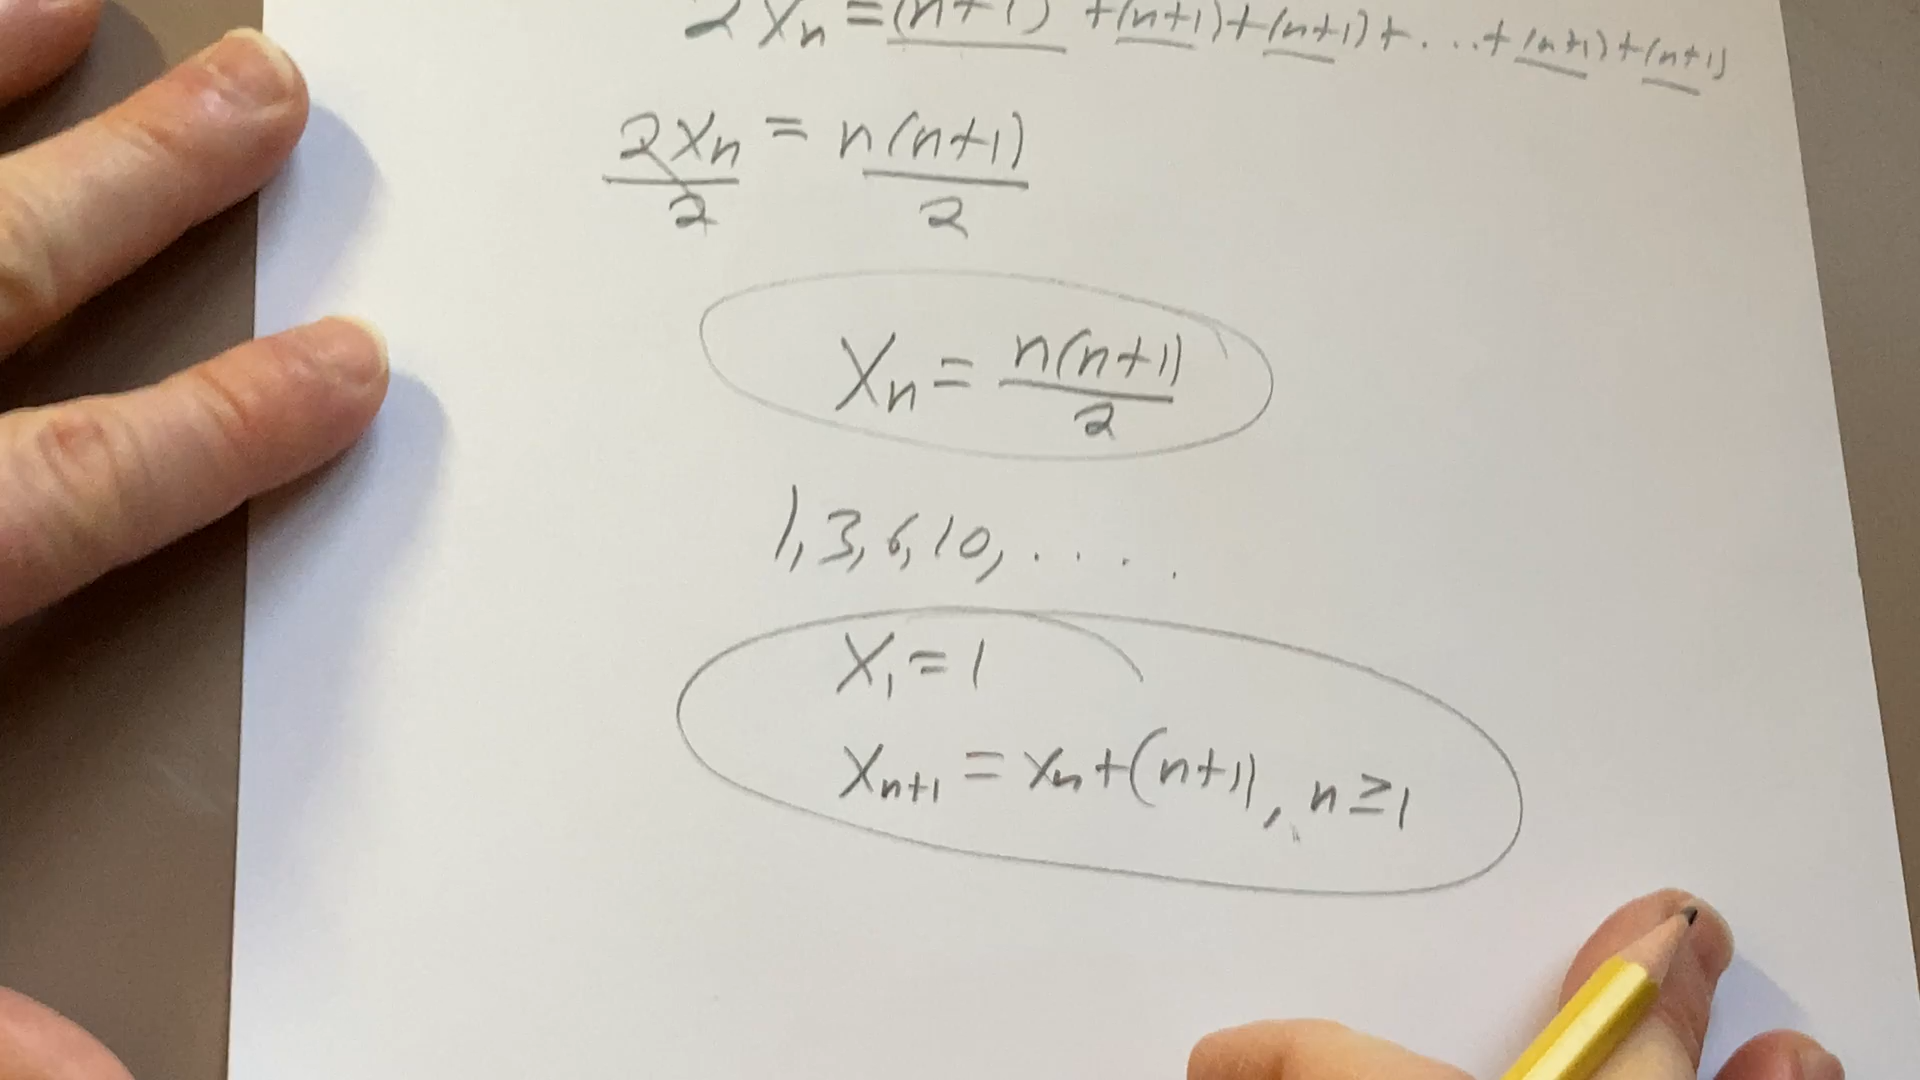 2Xn = (n+1) + (n+1) + (n+1) + ... + (n+1) + (n+1)
2Xn/2 = n(n+1)/2
Xn = n(n+1)/2
1, 3, 6, 10, ....
X1 = 1
Xn+1 = Xn + (n+1), n ≥ 1